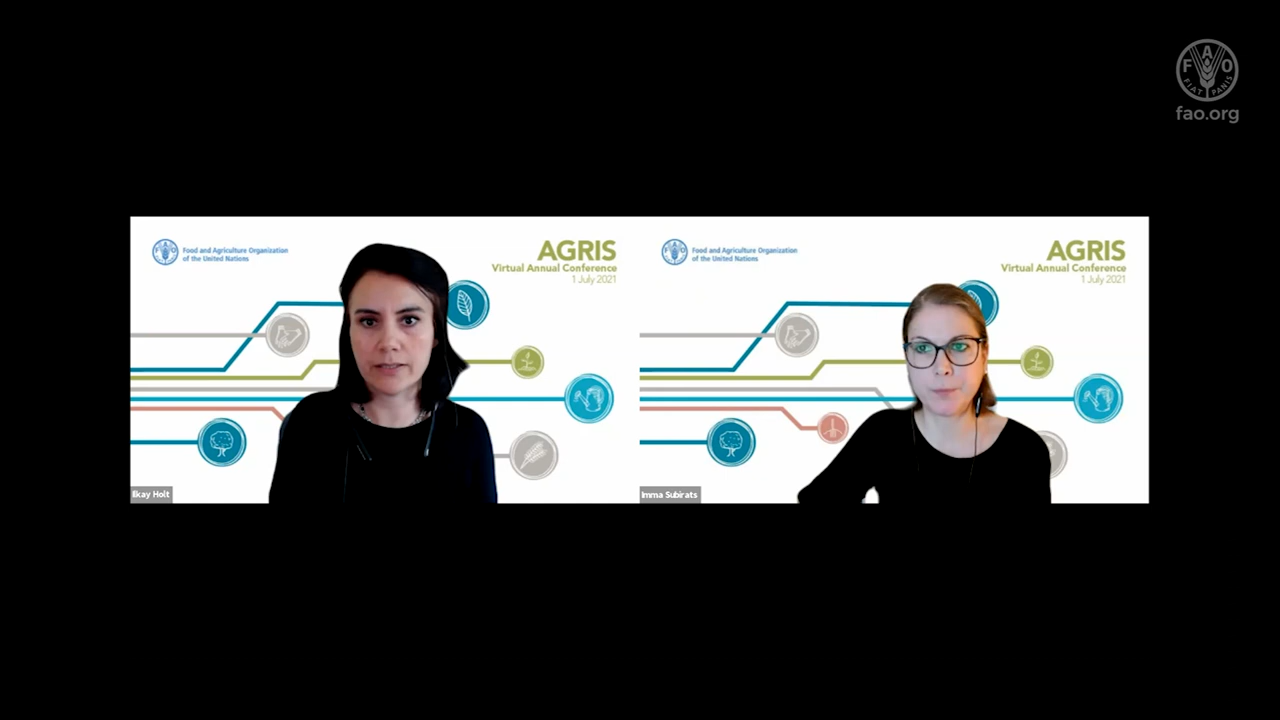 FAO
FIAT PANIS
fao.org
Food and Agriculture Organization
of the United Nations
AGRIS
Virtual Annual Conference
1 July 2021
Food and Agriculture Organization
of the United Nations
AGRIS
Virtual Annual Conference
1 July 2021
Ilkay Holt
Imma Subirats